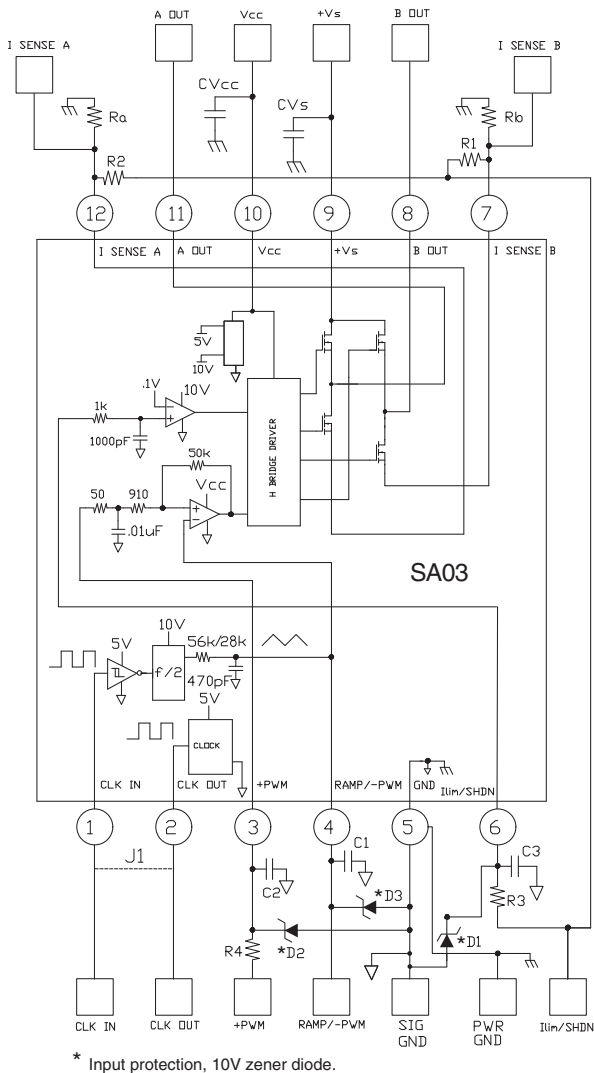 A OUT
Vcc
+Vs
B OUT
I SENSE A
I SENSE B
CVcc
CVs
Ra
Rb
R2
R1
12
11
10
9
8
7
I SENSE A
A OUT
Vcc
+Vs
B OUT
I SENSE B
5V
10V
.1V
10V
1k
1000pF
H BRIDGE DRIVER
50k
Vcc
50
910
.01uF
SA03
10V
5V
56k/28k
f/2
470pF
5V
CLOCK
CLK IN
CLK OUT
+PWM
RAMP/-PWM
GND
Ilim/SHDN
1
2
3
4
5
6
J1
C2
C1
C3
*D3
R3
R4
*D2
*D1
CLK IN
CLK OUT
+PWM
RAMP/-PWM
SIG GND
PWR GND
Ilim/SHDN
* Input protection, 10V zener diode.